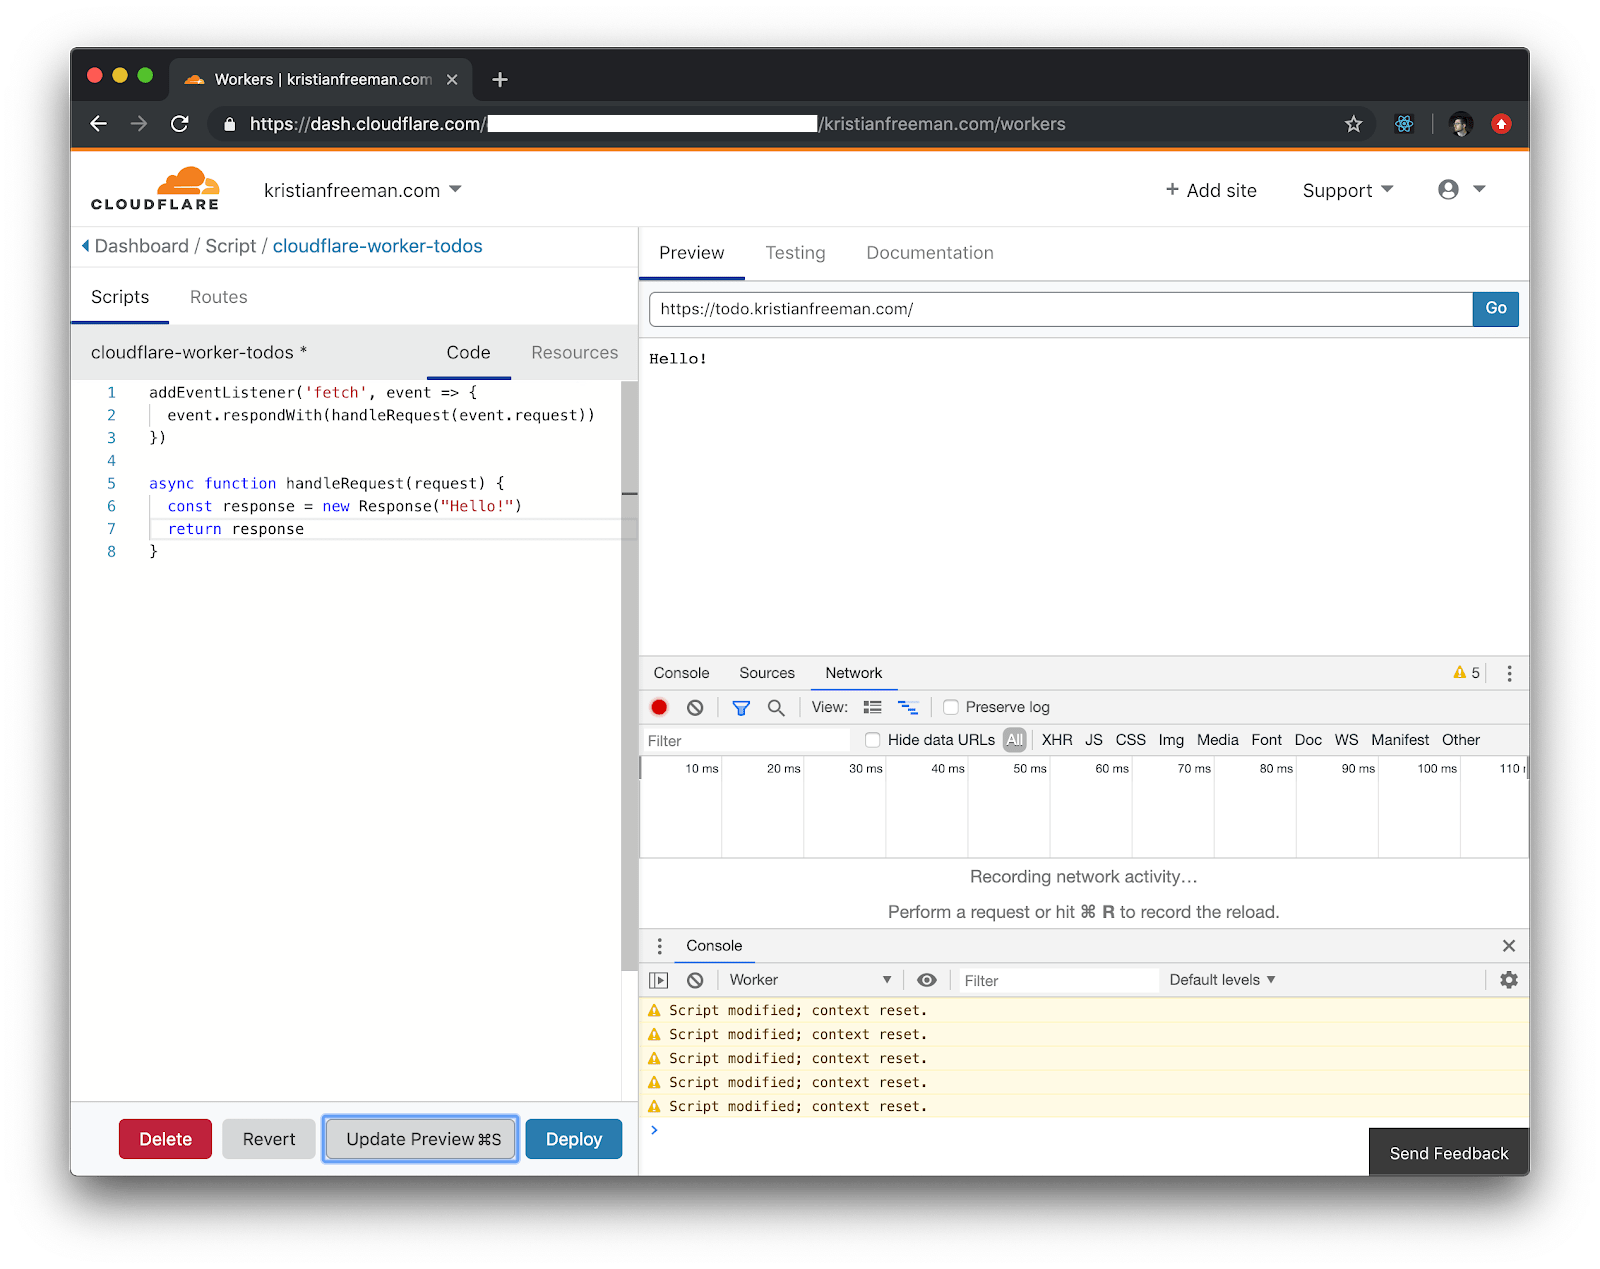 Workers | kristianfreeman.com
https://dash.cloudflare.com/ /kristianfreeman.com/workers
CLOUDFLARE
kristianfreeman.com
+ Add site
Support
Dashboard / Script / cloudflare-worker-todos
Scripts
Routes
cloudflare-worker-todos *
Code
Resources
1 addEventListener('fetch', event => {
2 event.respondWith(handleRequest(event.request))
3 })
4
5 async function handleRequest(request) {
6 const response = new Response("Hello!")
7 return response
8 }
Delete
Revert
Update Preview ⌘S
Deploy
Preview
Testing
Documentation
https://todo.kristianfreeman.com/
Go
Hello!
Console
Sources
Network
5
View:
Preserve log
Filter
Hide data URLs
All
XHR JS CSS Img Media Font Doc WS Manifest Other
10 ms 20 ms 30 ms 40 ms 50 ms 60 ms 70 ms 80 ms 90 ms 100 ms 110
Recording network activity…
Perform a request or hit ⌘ R to record the reload.
Console
Worker
Filter
Default levels
Script modified; context reset.
Script modified; context reset.
Script modified; context reset.
Script modified; context reset.
Script modified; context reset.
Send Feedback